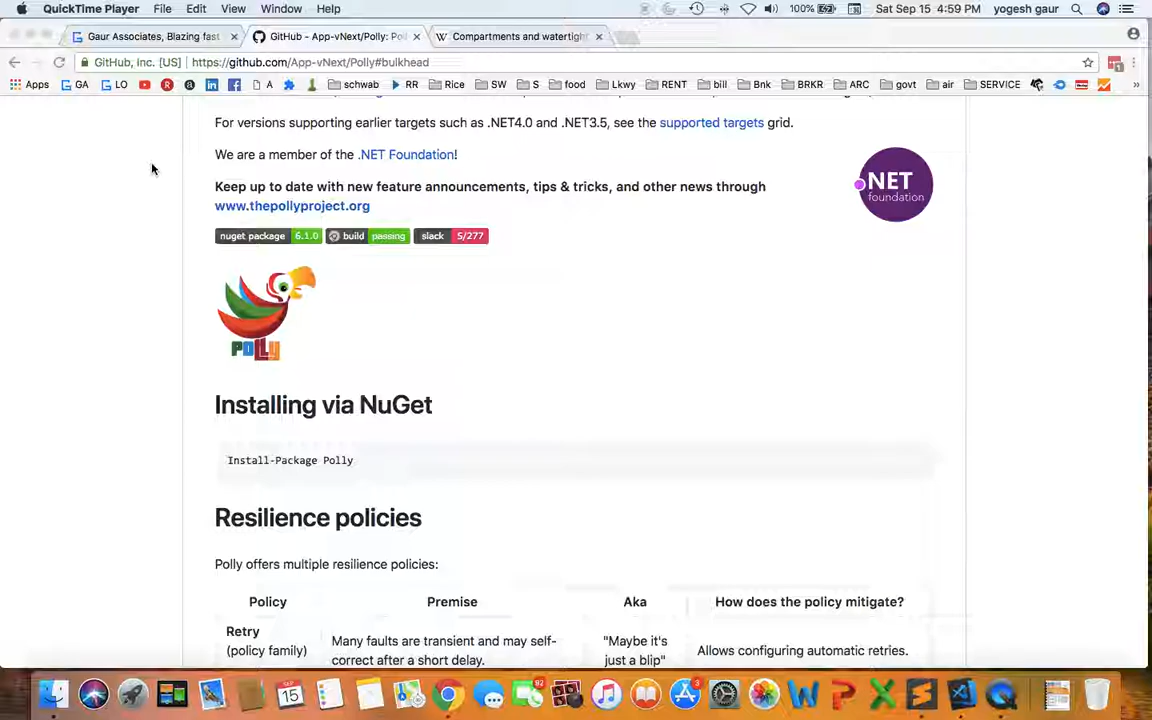 QuickTime Player File Edit View Window Help 100% Sat Sep 15 4:59 PM yogesh gaur
Gaur Associates, Blazing fast GitHub - App-vNext/Polly: Pol Compartments and watertight
GitHub, Inc. [US] https://github.com/App-vNext/Polly#bulkhead
Apps GA LO A schwab RR Rice SW S food Lkwy RENT bill Bnk BRKR ARC govt air SERVICE
For versions supporting earlier targets such as .NET4.0 and .NET3.5, see the supported targets grid.
We are a member of the .NET Foundation!
Keep up to date with new feature announcements, tips & tricks, and other news through
www.thepollyproject.org
.NET
foundation
nuget package 6.1.0 build passing slack 5/277
POLLY
Installing via NuGet
Install-Package Polly
Resilience policies
Polly offers multiple resilience policies:
Policy Premise Aka How does the policy mitigate?
Retry
(policy family)
Many faults are transient and may self-
correct after a short delay.
"Maybe it's
just a blip"
Allows configuring automatic retries.
SEP
15
92
3